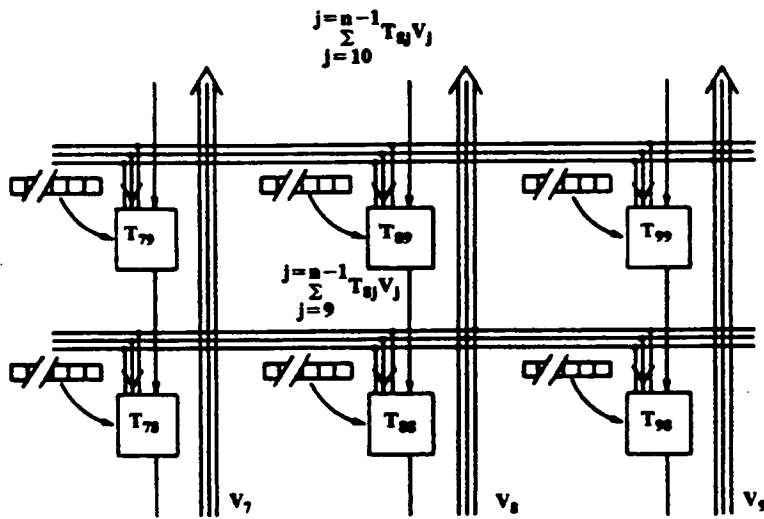 j=n-1
Σ T₈ⱼVⱼ
j=10
T₇₉ T₈₉ T₉₉
j=n-1
Σ T₈ⱼVⱼ
j=9
T₇₈ T₈₈ T₉₈
V₇ V₈ V₉